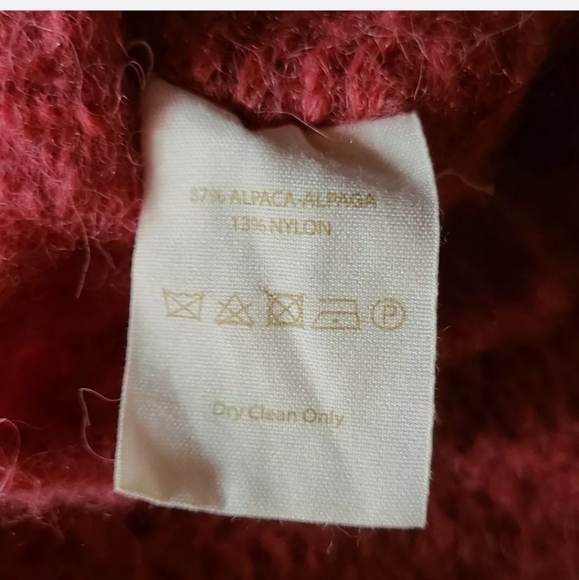 87% ALPACA-ALPAGA
13% NYLON
P
Dry Clean Only